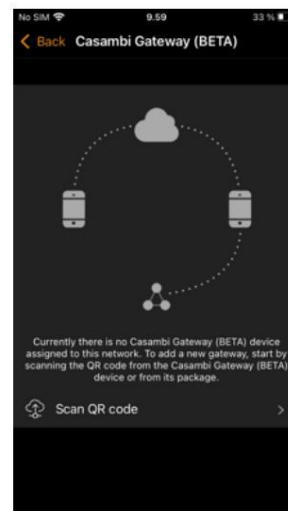 No SIM 9.59 33 %
Back Casambi Gateway (BETA)
Currently there is no Casambi Gateway (BETA) device
assigned to this network. To add a new gateway, start by
scanning the QR code from the Casambi Gateway (BETA)
device or from its package.
Scan QR code